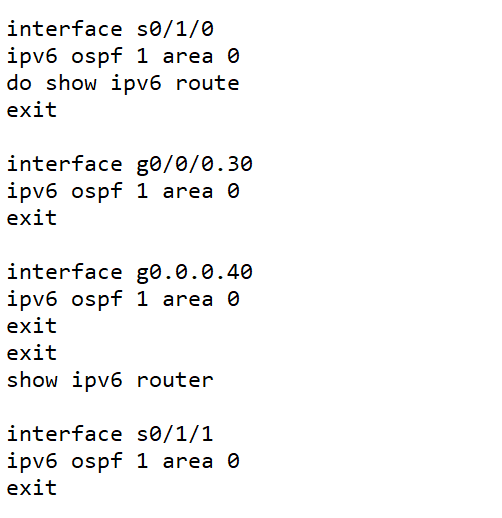 interface s0/1/0
ipv6 ospf 1 area 0
do show ipv6 route
exit
interface g0/0/0.30
ipv6 ospf 1 area 0
exit
interface g0.0.0.40
ipv6 ospf 1 area 0
exit
exit
show ipv6 router
interface s0/1/1
ipv6 ospf 1 area 0
exit